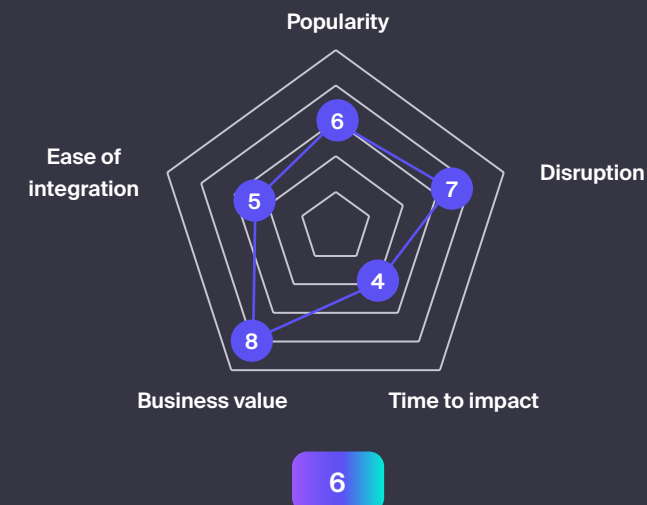 Popularity
6
Ease of
integration
Disruption
7
5
4
8
Business value
Time to impact
6